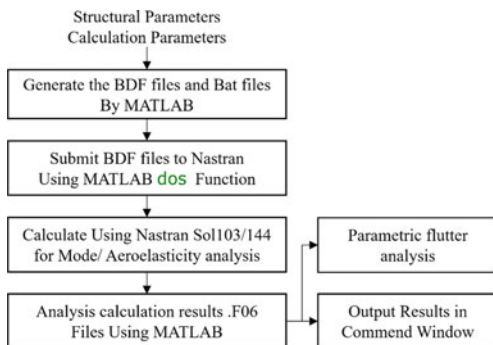 Structural Parameters
Calculation Parameters
Generate the BDF files and Bat files
By MATLAB
Submit BDF files to Nastran
Using MATLAB dos Function
Calculate Using Nastran Sol103/144
for Mode/ Aeroelasticity analysis
Analysis calculation results .F06
Files Using MATLAB
Parametric flutter
analysis
Output Results in
Commend Window